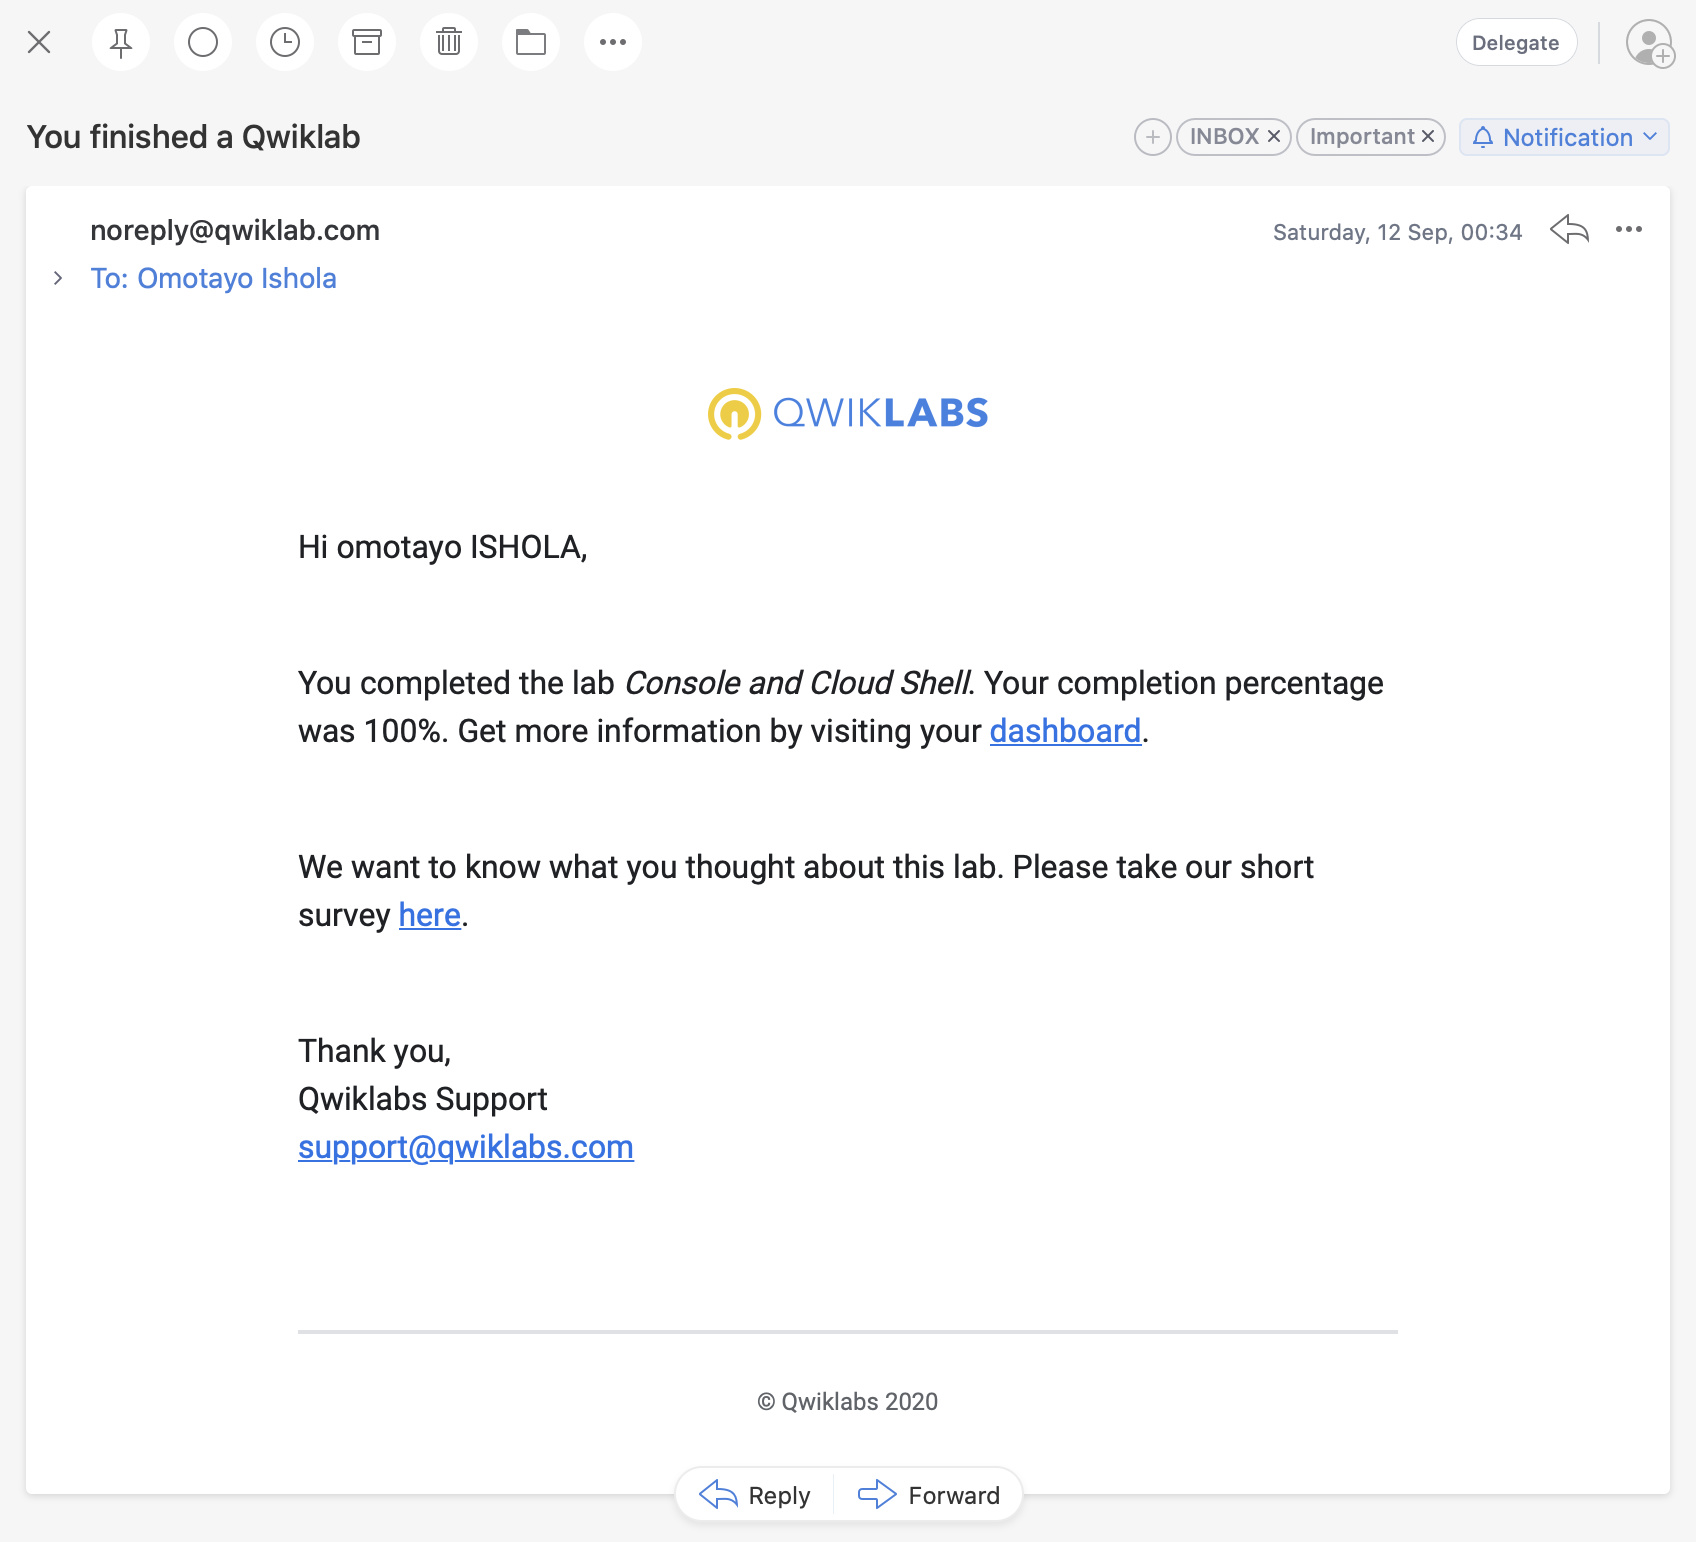 Delegate
You finished a Qwiklab
INBOX
Important
Notification
noreply@qwiklab.com
Saturday, 12 Sep, 00:34
To: Omotayo Ishola
QWIKLABS
Hi omotayo ISHOLA,
You completed the lab Console and Cloud Shell. Your completion percentage
was 100%. Get more information by visiting your dashboard.
We want to know what you thought about this lab. Please take our short
survey here.
Thank you,
Qwiklabs Support
support@qwiklabs.com
© Qwiklabs 2020
Reply
Forward